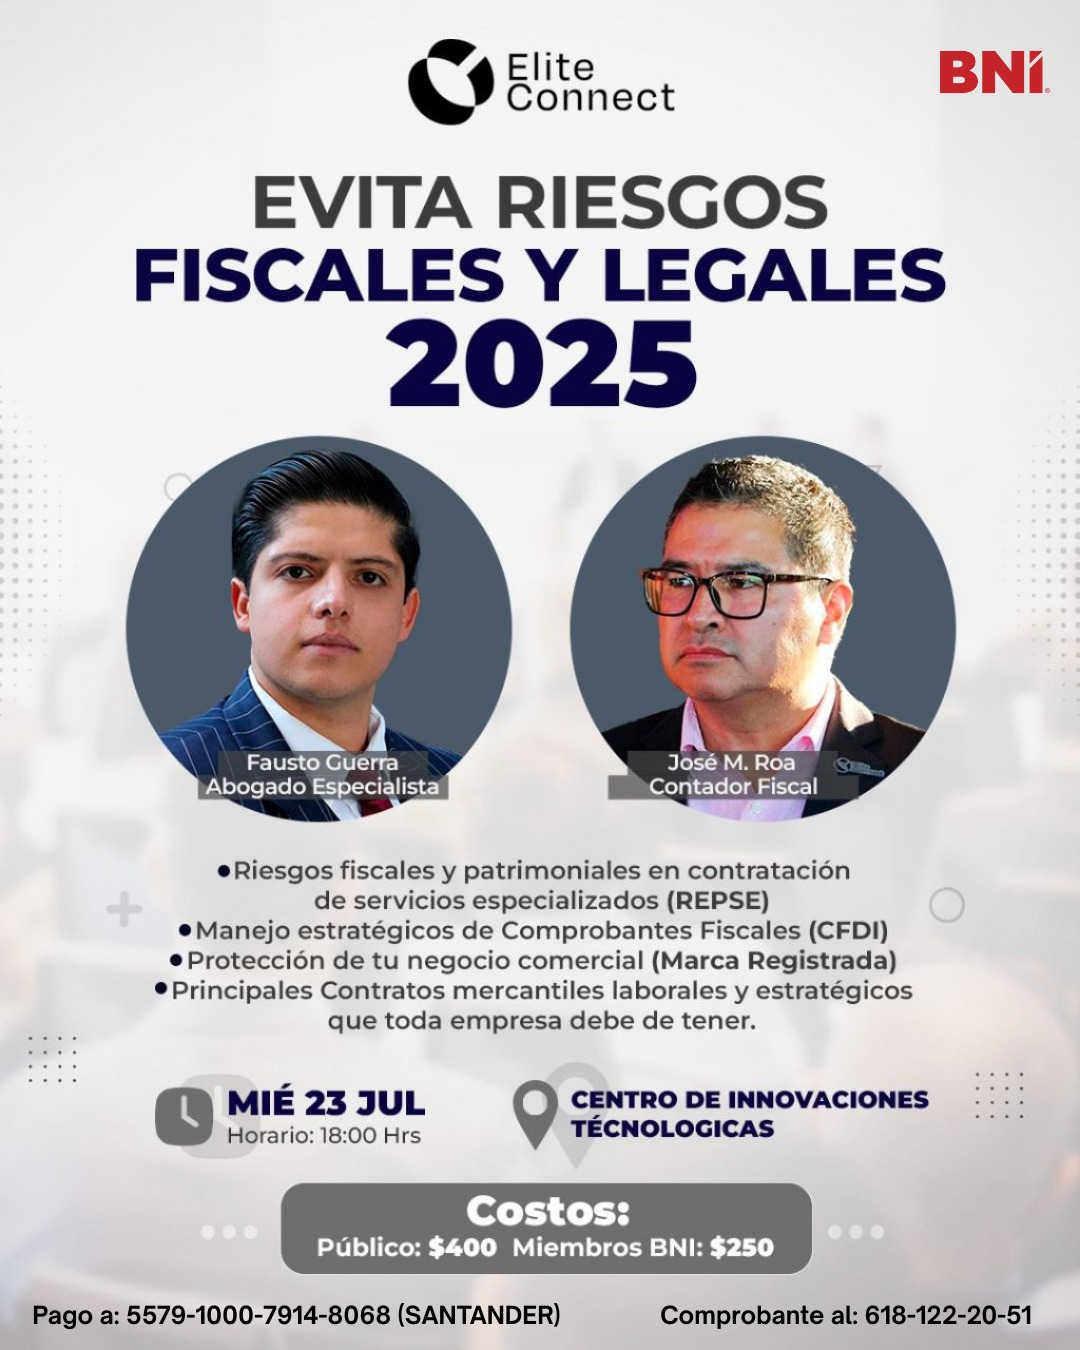 Elite
Connect
BNI
EVITA RIESGOS
FISCALES Y LEGALES
2025
Fausto Guerra
Abogado Especialista
José M. Roa
Contador Fiscal
•Riesgos fiscales y patrimoniales en contratación
de servicios especializados (REPSE)
•Manejo estratégicos de Comprobantes Fiscales (CFDI)
•Protección de tu negocio comercial (Marca Registrada)
•Principales Contratos mercantiles laborales y estratégicos
que toda empresa debe de tener.
MIÉ 23 JUL
Horario: 18:00 Hrs
CENTRO DE INNOVACIONES
TÉCNOLOGICAS
Costos:
Público: $400 Miembros BNI: $250
Pago a: 5579-1000-7914-8068 (SANTANDER)
Comprobante al: 618-122-20-51